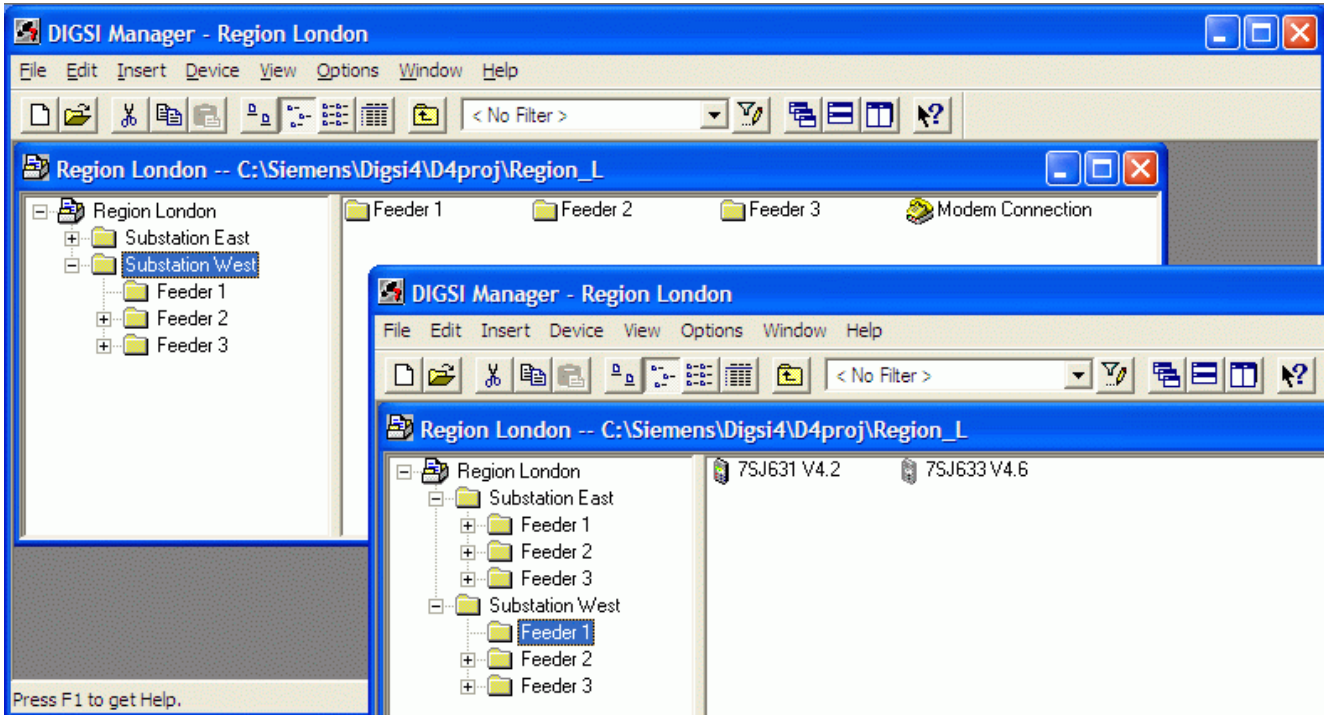 DIGSI Manager - Region London
File Edit Insert Device View Options Window Help
< No Filter >
Region London -- C:\Siemens\Digsi4\D4proj\Region_L
Region London
Substation East
Substation West
Feeder 1
Feeder 2
Feeder 3
Feeder 1 Feeder 2 Feeder 3 Modem Connection
Press F1 to get Help.
DIGSI Manager - Region London
File Edit Insert Device View Options Window Help
< No Filter >
Region London -- C:\Siemens\Digsi4\D4proj\Region_L
Region London
Substation East
Feeder 1
Feeder 2
Feeder 3
Substation West
Feeder 1
Feeder 2
Feeder 3
7SJ631 V4.2 7SJ633 V4.6